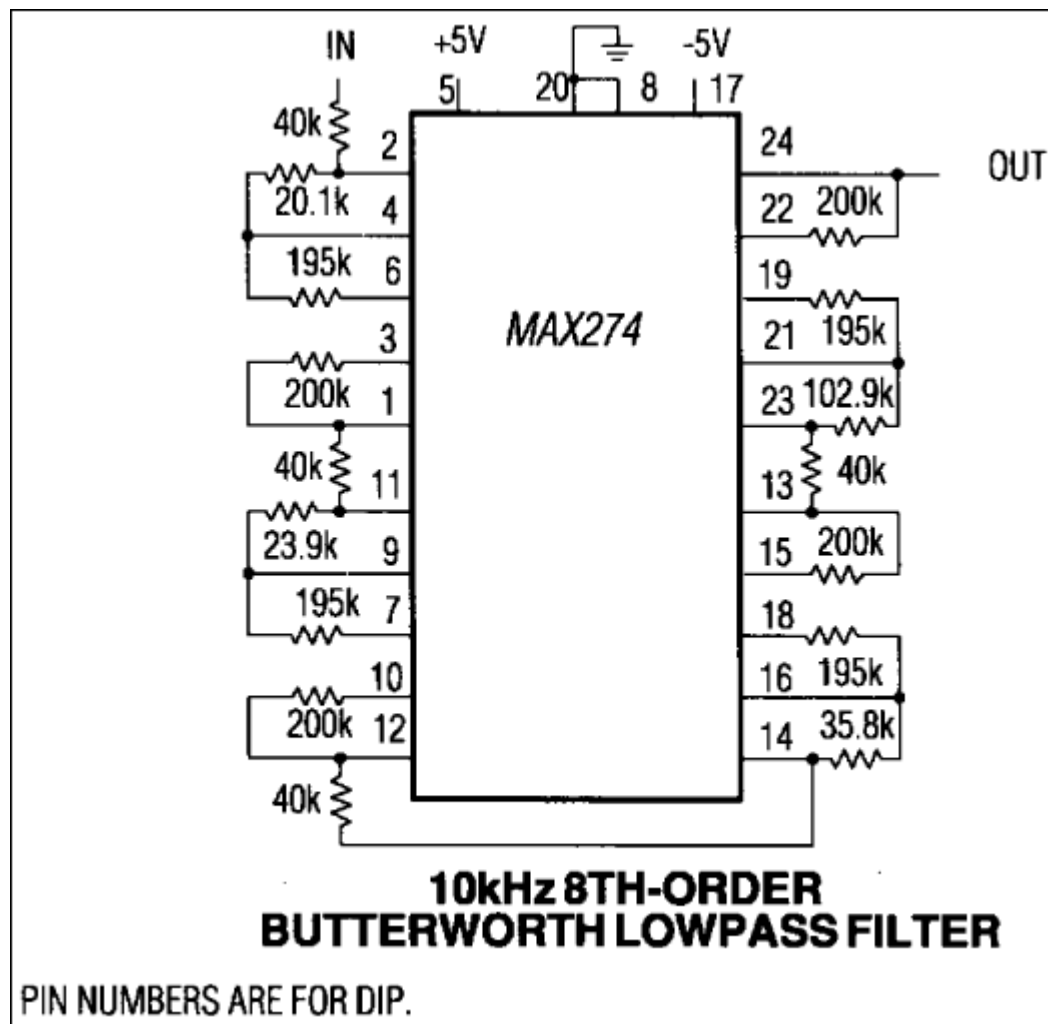 IN
+5V
-5V
5
20
8
17
40k
2
24
OUT
20.1k
4
22
200k
195k
6
19
3
MAX274
21
195k
200k
1
23
102.9k
40k
11
13
40k
23.9k
9
15
200k
195k
7
18
10
16
195k
200k
12
14
35.8k
40k
10kHz 8TH-ORDER
BUTTERWORTH LOWPASS FILTER
PIN NUMBERS ARE FOR DIP.